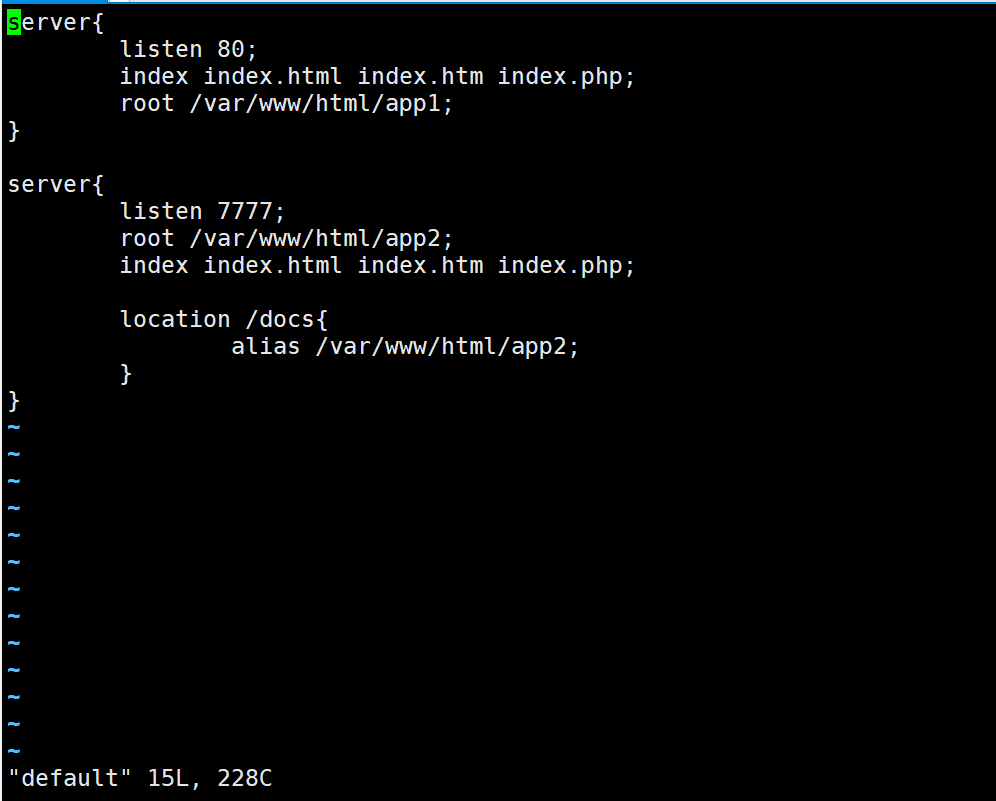 server{
        listen 80;
        index index.html index.htm index.php;
        root /var/www/html/app1;
}

server{
        listen 7777;
        root /var/www/html/app2;
        index index.html index.htm index.php;

        location /docs{
                alias /var/www/html/app2;
        }
}
~
~
~
~
~
~
~
~
~
~
~
~
~
"default" 15L, 228C